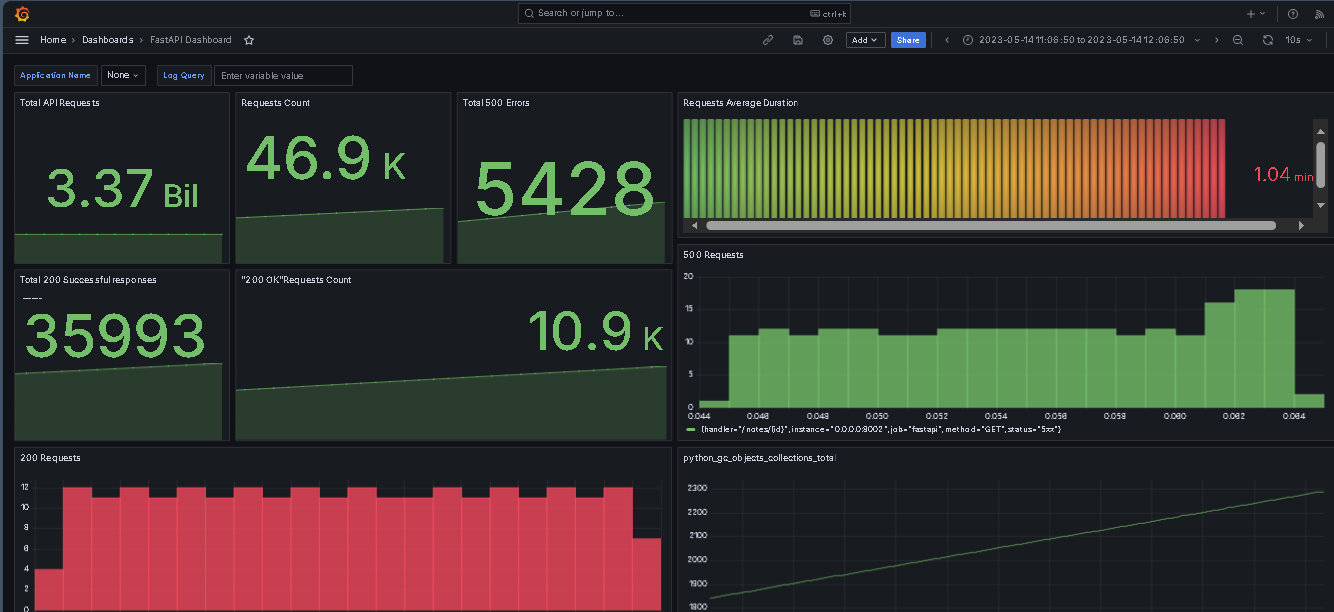 Search or jump to... ctrl+k
Home › Dashboards › FastAPI Dashboard Add Share 2023-05-14 11:06:50 to 2023-05-14 12:06:50 10s
Application Name None Log Query Enter variable value
Total API Requests
3.37 Bil
Requests Count
46.9 K
Total 500 Errors
5428
Requests Average Duration
1.04 min
Total 200 Successful responses
35993
"200 OK"Requests Count
10.9 K
500 Requests
20
15
10
5
0
0.044 0.046 0.048 0.050 0.052 0.054 0.056 0.058 0.060 0.062 0.064
{handler="/notes/{id}", instance="0.0.0.0:8002", job="fastapi", method="GET", status="5xx"}
200 Requests
12
10
8
6
4
2
0
python_gc_objects_collections_total
2300
2200
2100
2000
1900
1800